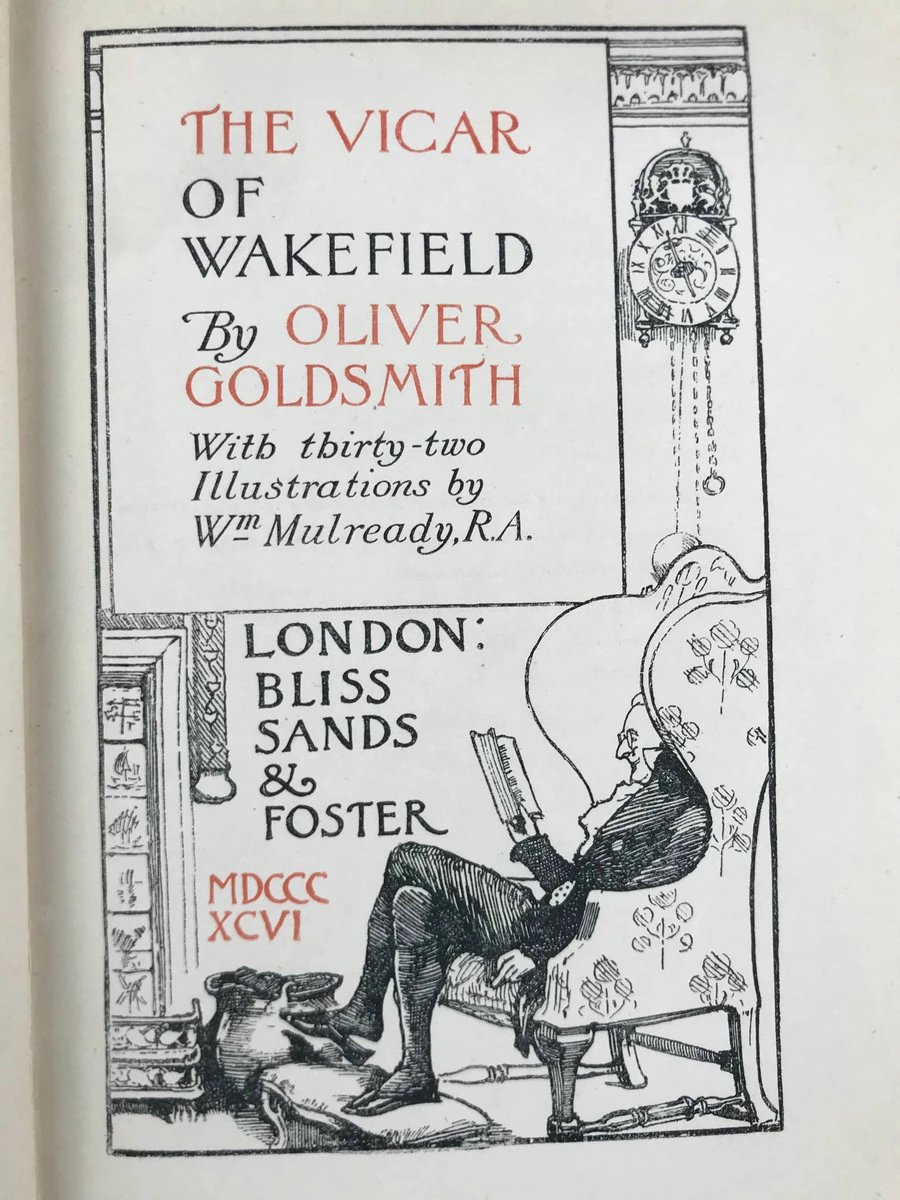 THE VICAR
OF
WAKEFIELD
By OLIVER
GOLDSMITH
With thirty-two
Illustrations by
Wm Mulready, R.A.
LONDON:
BLISS
SANDS
&
FOSTER
MDCCC
XCVI